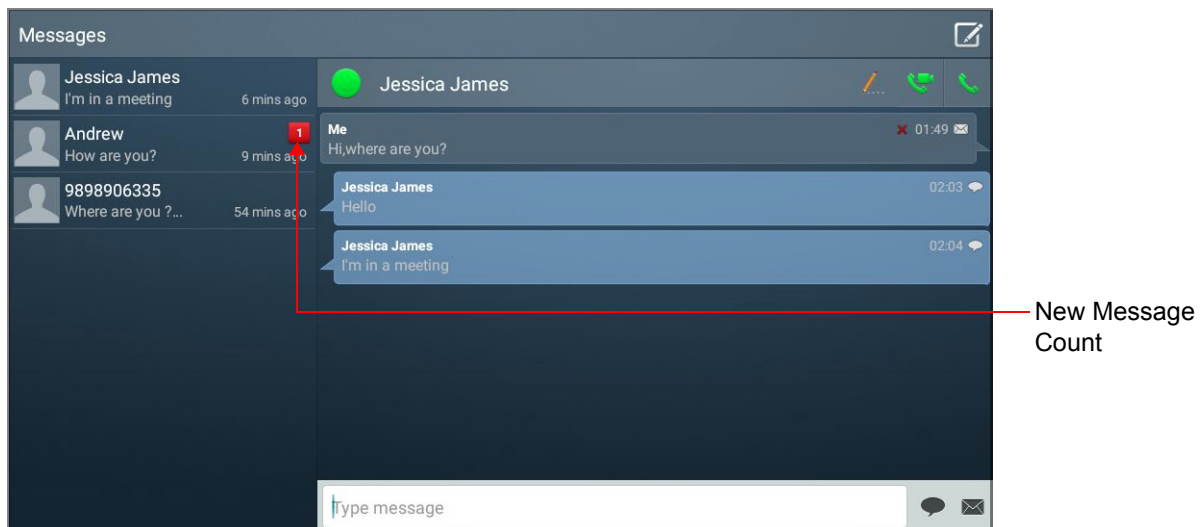 Messages
Jessica James
I'm in a meeting 6 mins ago
Andrew 1
How are you? 9 mins ago
9898906335
Where are you ?... 54 mins ago
Jessica James
Me 01:49
Hi,where are you?
Jessica James 02:03
Hello
Jessica James 02:04
I'm in a meeting
Type message
New Message
Count